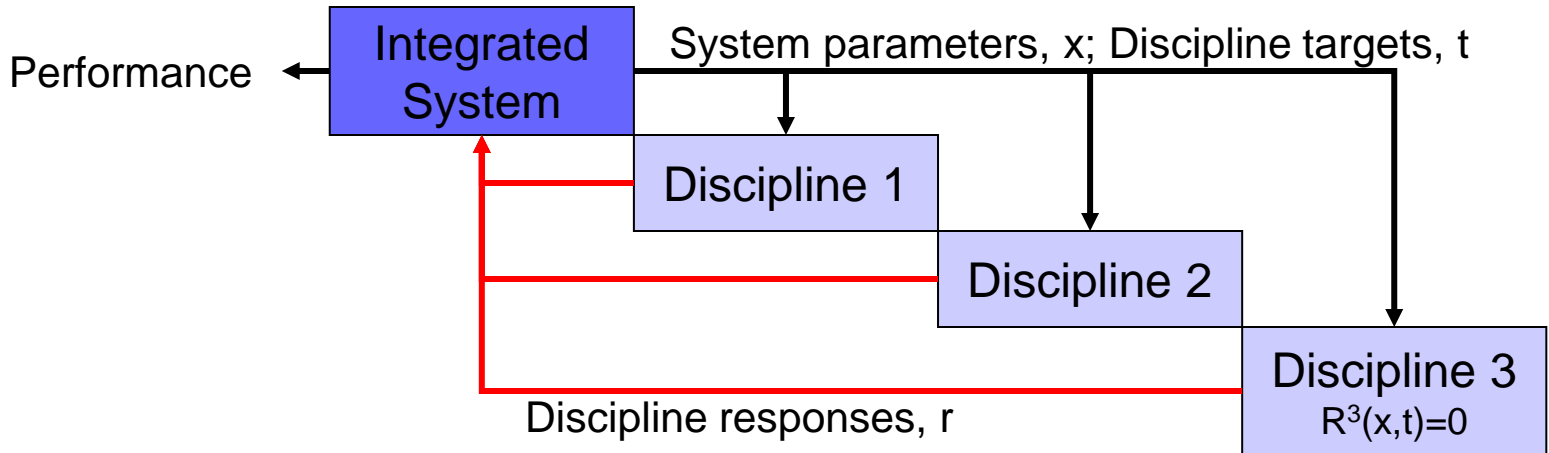 Integrated
System
System parameters, x; Discipline targets, t
Performance
Discipline 1
Discipline 2
Discipline 3
R³(x,t)=0
Discipline responses, r